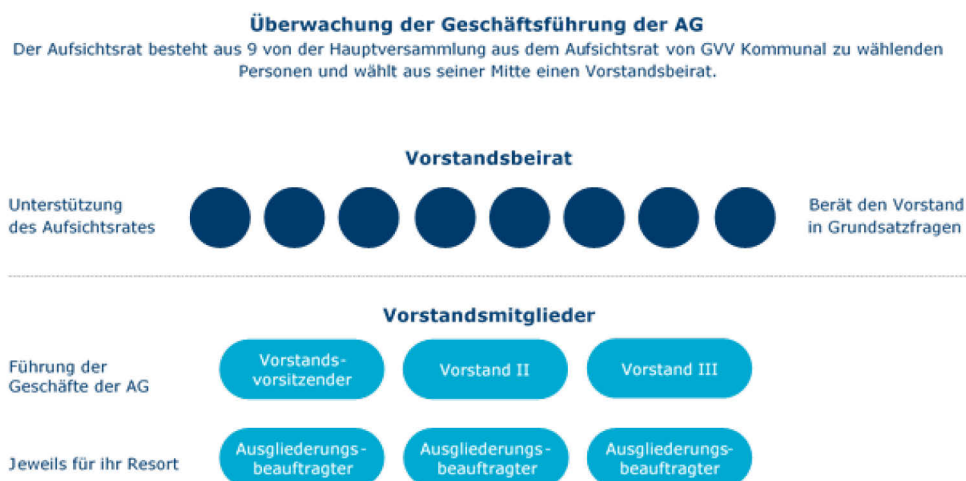 Überwachung der Geschäftsführung der AG
Der Aufsichtsrat besteht aus 9 von der Hauptversammlung aus dem Aufsichtsrat von GVV Kommunal zu wählenden
Personen und wählt aus seiner Mitte einen Vorstandsbeirat.
Vorstandsbeirat
Unterstützung
des Aufsichtsrates
Berät den Vorstand
in Grundsatzfragen
Vorstandsmitglieder
Führung der
Geschäfte der AG
Vorstands-
vorsitzender
Vorstand II
Vorstand III
Jeweils für ihr Resort
Ausgliederungs-
beauftragter
Ausgliederungs-
beauftragter
Ausgliederungs-
beauftragter